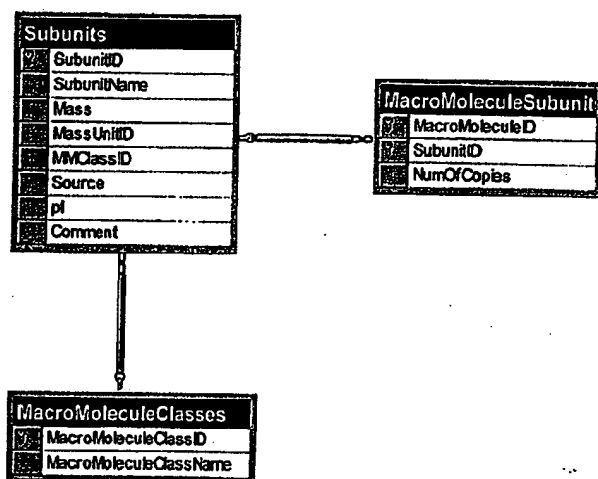 Subunits
SubunitID
SubunitName
Mass
MassUnitID
MMClassID
Source
pI
Comment
MacroMoleculeSubunit
MacroMoleculeID
SubunitID
NumOfCopies
MacroMoleculeClasses
MacroMoleculeClassID
MacroMoleculeClassName